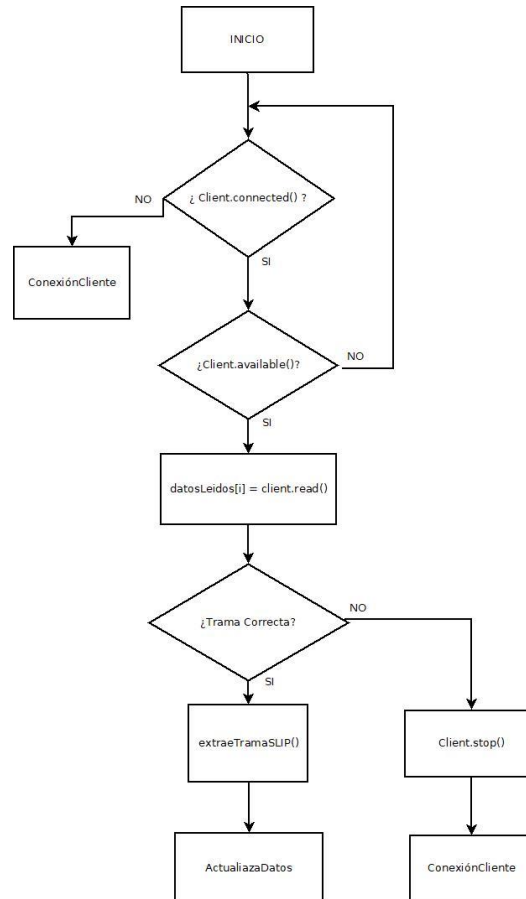 INICIO
¿ Client.connected() ?
NO
ConexiónCliente
SI
¿Client.available()?
NO
SI
datosLeidos[i] = client.read()
¿Trama Correcta?
NO
SI
extraeTramaSLIP()
Client.stop()
ActualiazaDatos
ConexiónCliente